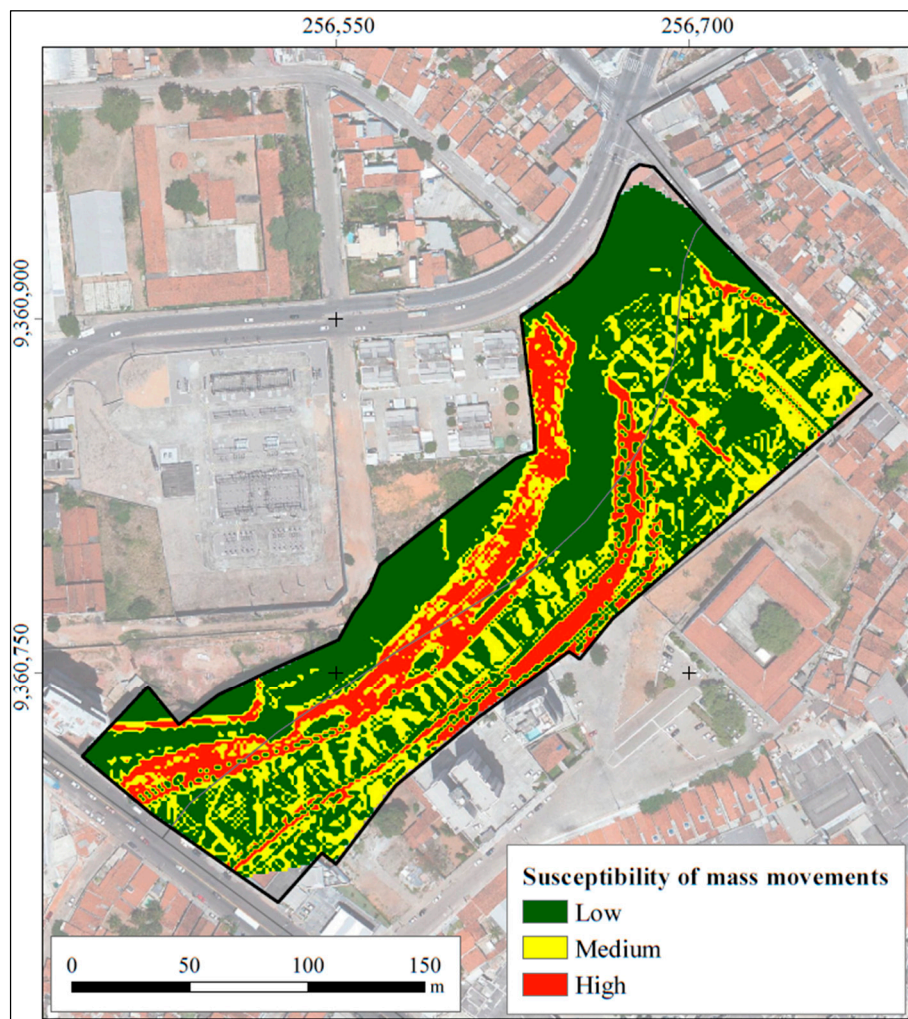 256,550 256,700
9,360,900
9,360,750
Susceptibility of mass movements
Low
Medium
High
0 50 100 150
m